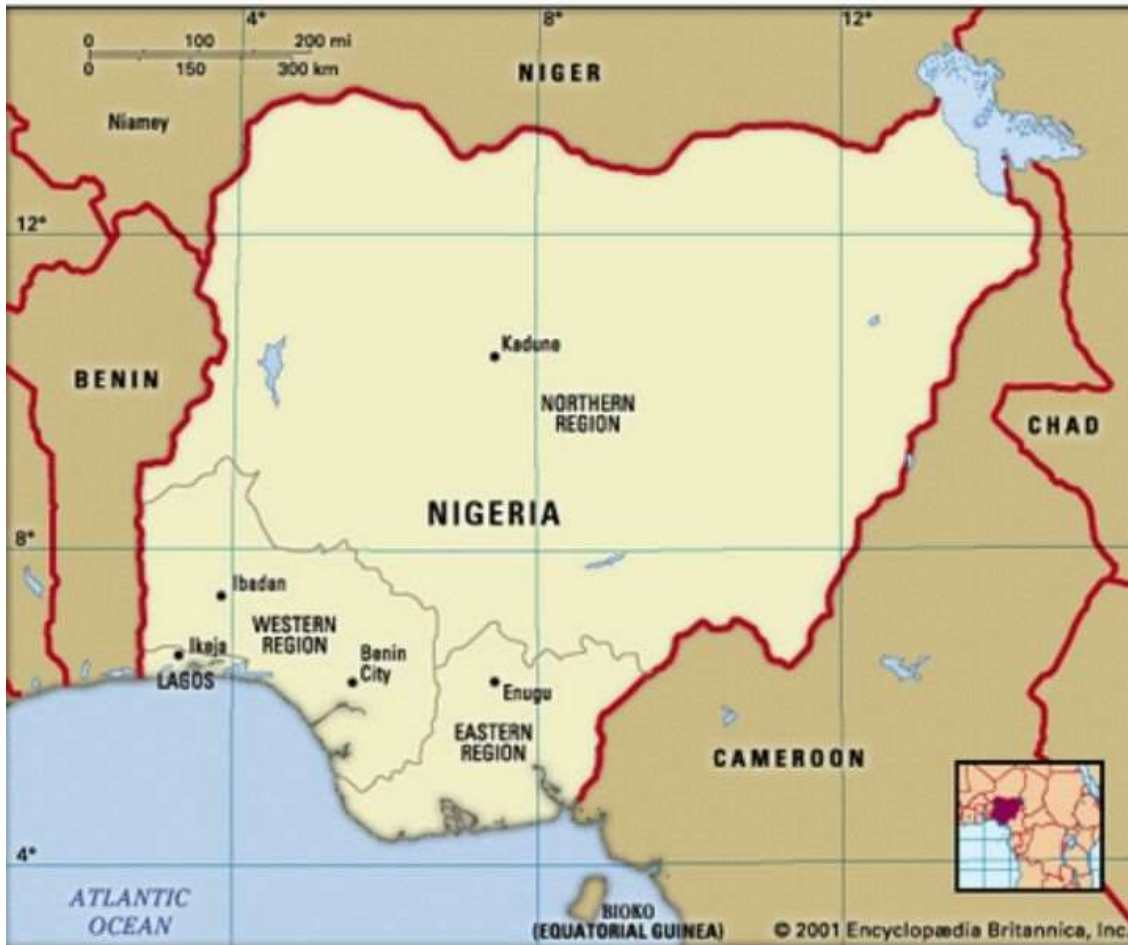 4°
8°
12°
0 100 200 mi
0 150 300 km
NIGER
Niamey
12°
Kaduna
BENIN
NORTHERN
REGION
CHAD
NIGERIA
8°
Ibadan
WESTERN
REGION
Ikeja
LAGOS
Benin
City
Enugu
EASTERN
REGION
CAMEROON
4°
ATLANTIC
OCEAN
BIOKO
(EQUATORIAL GUINEA)
© 2001 Encyclopædia Britannica, Inc.